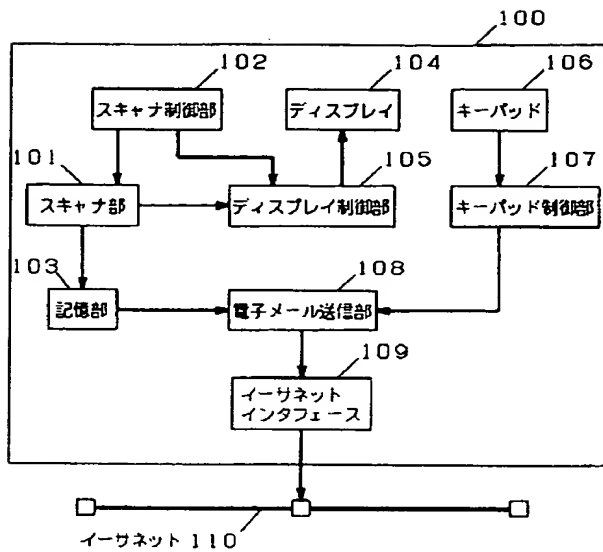 100
102
104
106
スキャナ制御部
ディスプレイ
キーパッド
101
105
107
スキャナ部
ディスプレイ制御部
キーパッド制御部
103
108
記憶部
電子メール送信部
109
イーサネット
インタフェース
イーサネット 110